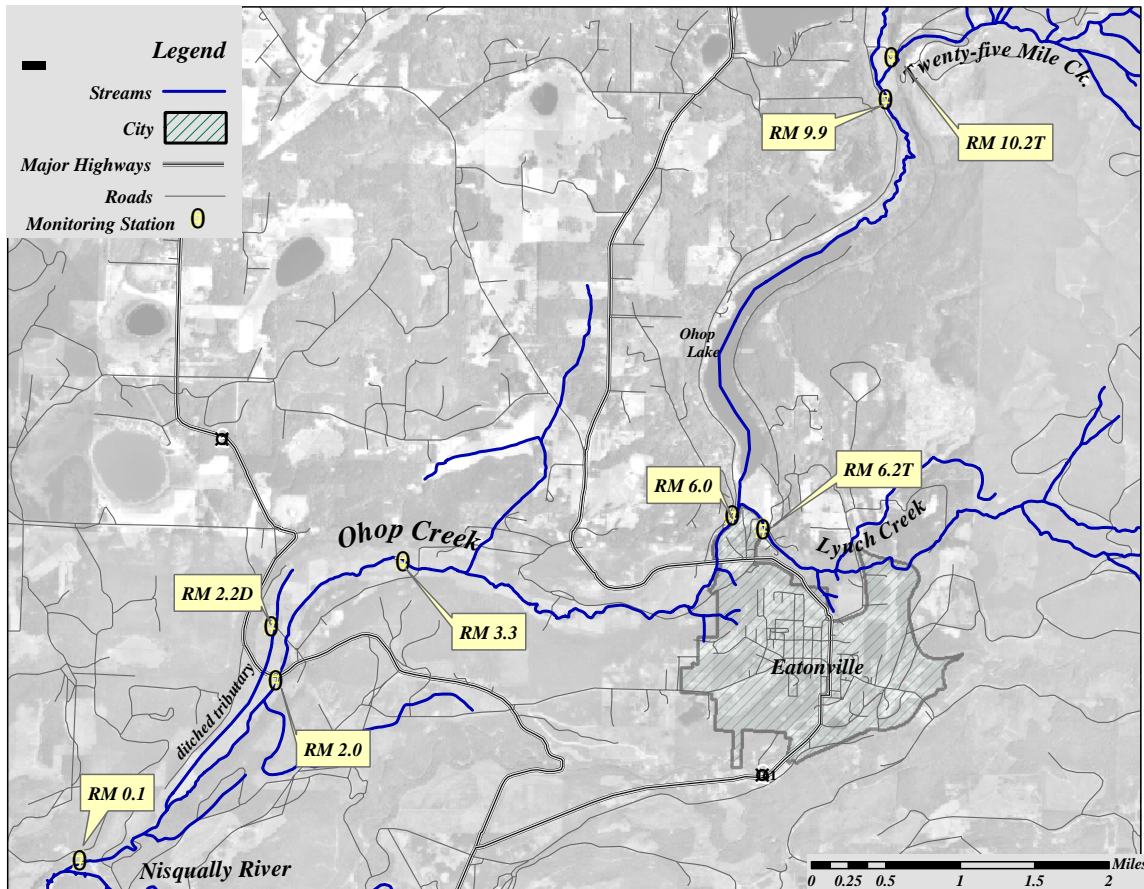 Legend
Streams
City
Major Highways
Roads
Monitoring Station
Twenty-five Mile Ck.
RM 9.9
RM 10.2T
Ohop
Lake
RM 6.0
RM 6.2T
Lynch Creek
Ohop Creek
RM 2.2D
RM 3.3
Eatonville
ditched tributary
RM 2.0
RM 0.1
Nisqually River
Miles
0 0.25 0.5 1 1.5 2